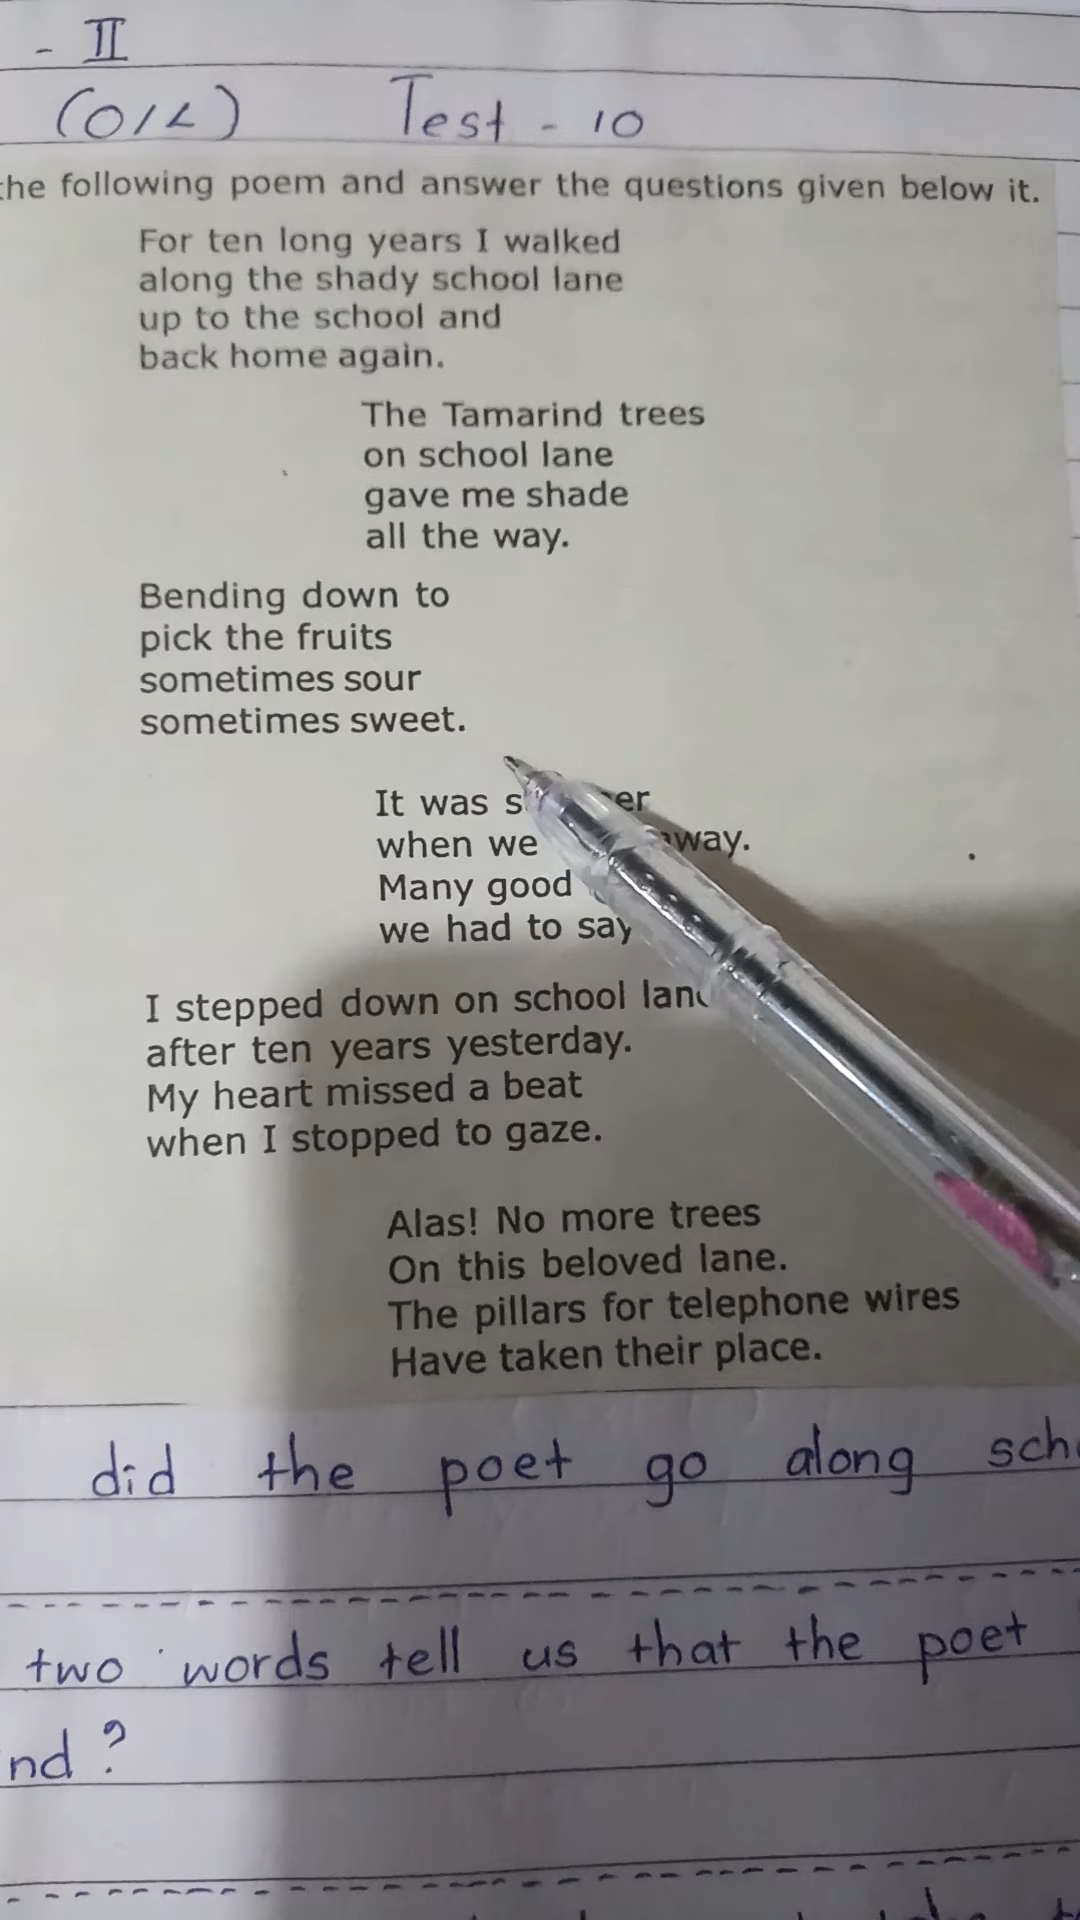 - II
(O/L) Test - 10
the following poem and answer the questions given below it.
For ten long years I walked
along the shady school lane
up to the school and
back home again.
The Tamarind trees
on school lane
gave me shade
all the way.
Bending down to
pick the fruits
sometimes sour
sometimes sweet.
It was
when we
Many good
we had to say
I stepped down on school
after ten years yesterday.
My heart missed a beat
when I stopped to gaze.
Alas! No more trees
On this beloved lane.
The pillars for telephone wires
Have taken their place.
did the poet go along
two words tell us that the poet
nd ?